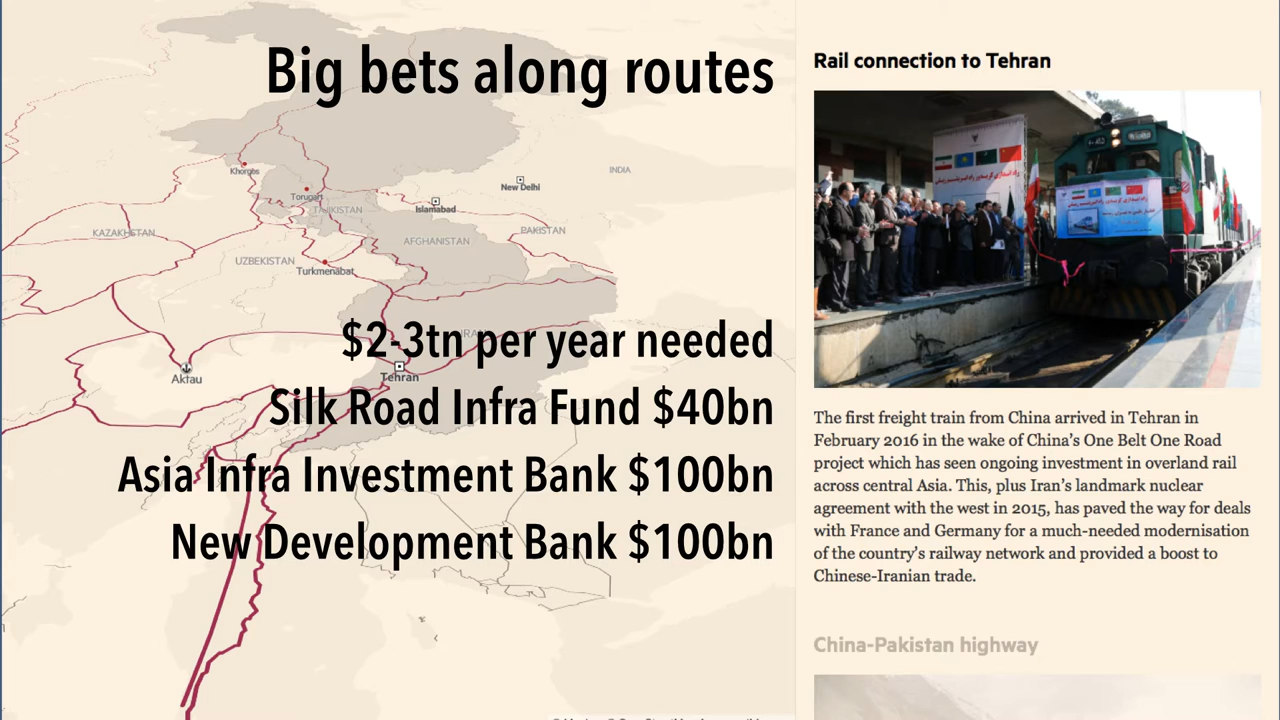 Big bets along routes
Khorgos
Torugart
New Delhi
INDIA
Islamabad
TAJIKISTAN
KAZAKHSTAN
PAKISTAN
AFGHANISTAN
UZBEKISTAN
Turkmenabat
$2-3tn per year needed
IRAN
Aktau
Tehran
Silk Road Infra Fund $40bn
Asia Infra Investment Bank $100bn
New Development Bank $100bn
Rail connection to Tehran
The first freight train from China arrived in Tehran in
February 2016 in the wake of China’s One Belt One Road
project which has seen ongoing investment in overland rail
across central Asia. This, plus Iran’s landmark nuclear
agreement with the west in 2015, has paved the way for deals
with France and Germany for a much-needed modernisation
of the country’s railway network and provided a boost to
Chinese-Iranian trade.
China-Pakistan highway